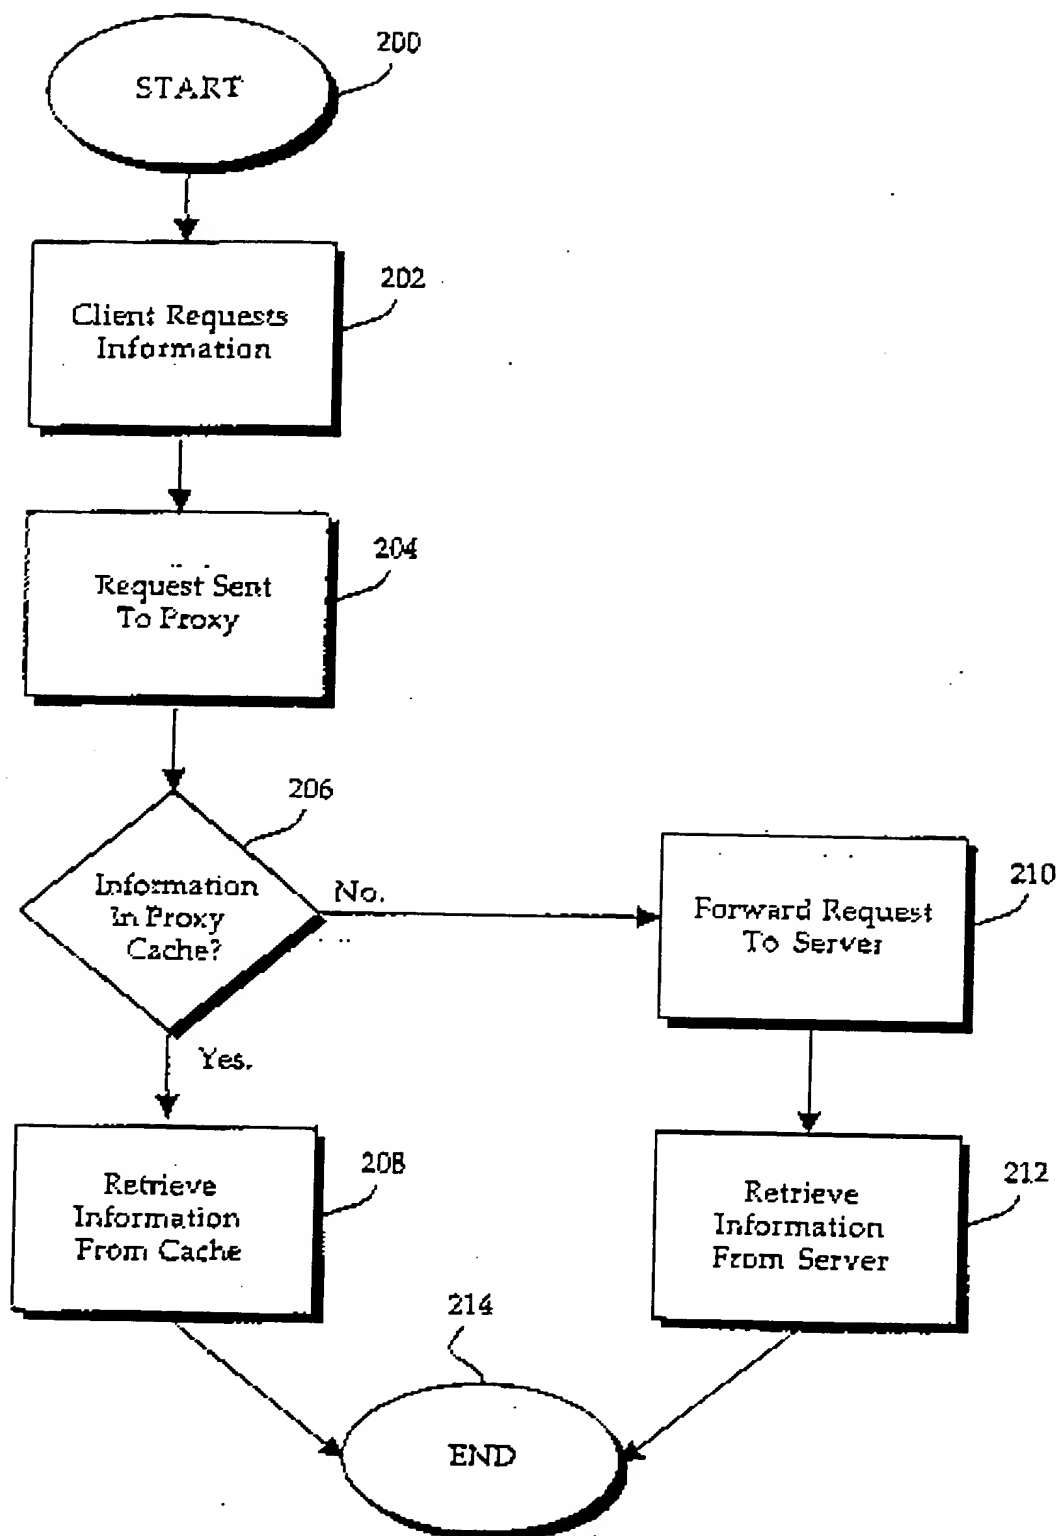 START
200
Client Requests
Information
202
Request Sent
To Proxy
204
Information
In Proxy
Cache?
206
No.
Yes.
Forward Request
To Server
210
Retrieve
Information
From Cache
208
Retrieve
Information
From Server
212
214
END